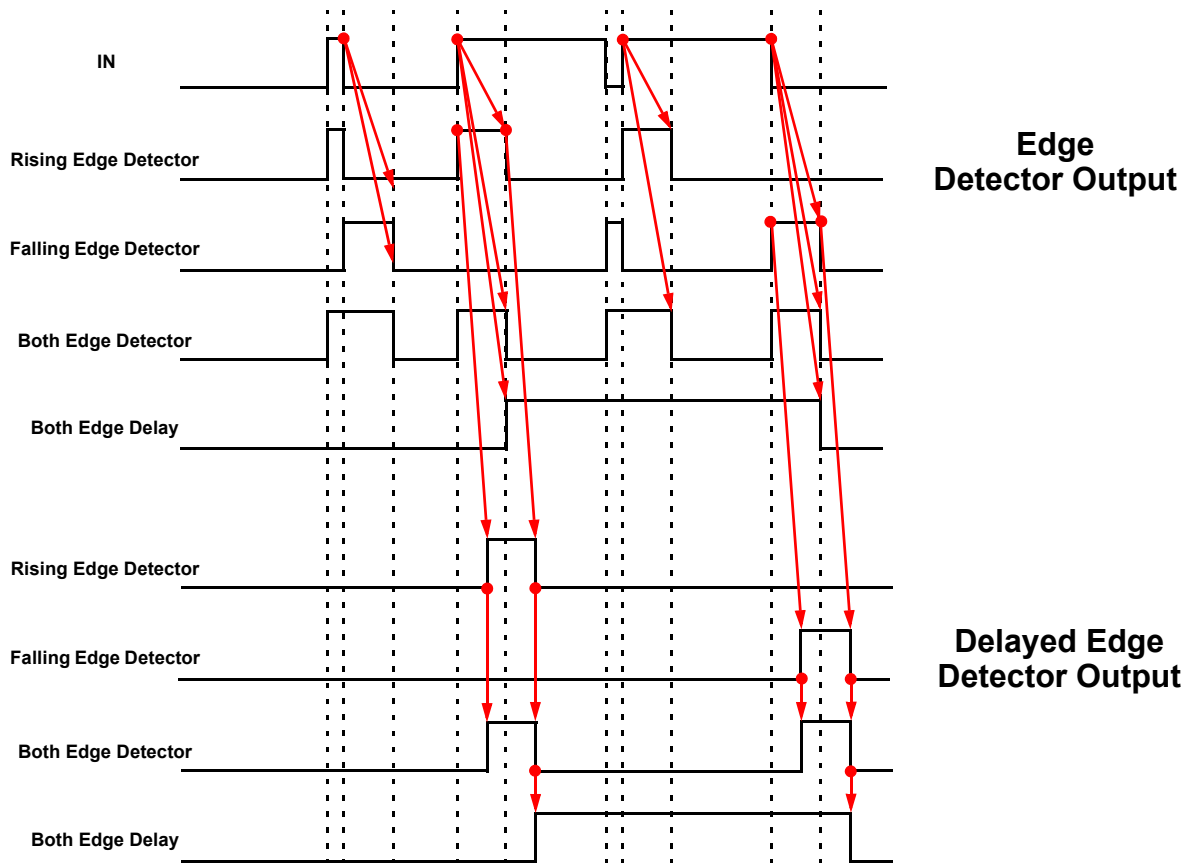 IN
Rising Edge Detector
Edge
Detector Output
Falling Edge Detector
Both Edge Detector
Both Edge Delay
Rising Edge Detector
Falling Edge Detector
Delayed Edge
Detector Output
Both Edge Detector
Both Edge Delay